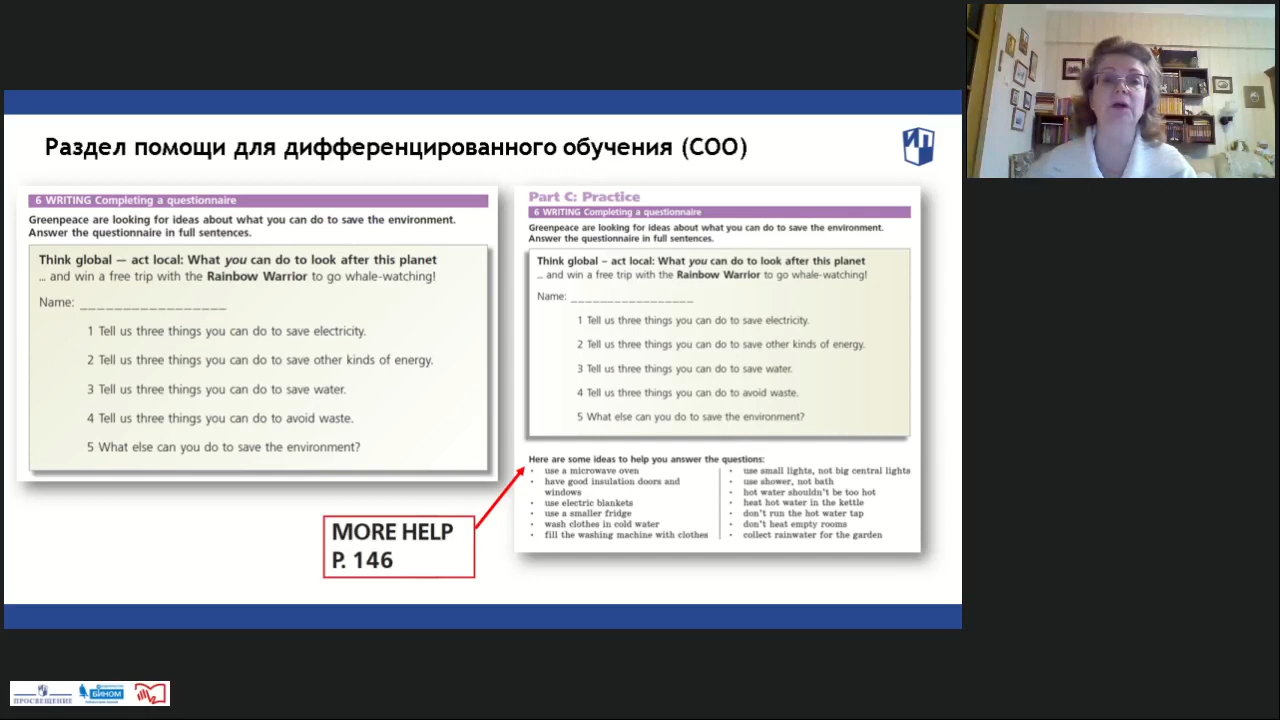 Раздел помощи для дифференцированного обучения (СОО)
6 WRITING Completing a questionnaire
Greenpeace are looking for ideas about what you can do to save the environment.
Answer the questionnaire in full sentences.
Think global — act local: What you can do to look after this planet
... and win a free trip with the Rainbow Warrior to go whale-watching!
Name: _________________
1 Tell us three things you can do to save electricity.
2 Tell us three things you can do to save other kinds of energy.
3 Tell us three things you can do to save water.
4 Tell us three things you can do to avoid waste.
5 What else can you do to save the environment?
MORE HELP
P. 146
Part C: Practice
6 WRITING Completing a questionnaire
Greenpeace are looking for ideas about what you can do to save the environment.
Answer the questionnaire in full sentences.
Think global – act local: What you can do to look after this planet
... and win a free trip with the Rainbow Warrior to go whale-watching!
Name: _________________
1 Tell us three things you can do to save electricity.
2 Tell us three things you can do to save other kinds of energy.
3 Tell us three things you can do to save water.
4 Tell us three things you can do to avoid waste.
5 What else can you do to save the environment?
Here are some ideas to help you answer the questions:
• use a microwave oven
• have good insulation doors and
windows
• use electric blankets
• use a smaller fridge
• wash clothes in cold water
• fill the washing machine with clothes
• use small lights, not big central lights
• use shower, not bath
• hot water shouldn't be too hot
• heat hot water in the kettle
• don't run the hot water tap
• don't heat empty rooms
• collect rainwater for the garden
ПРОСВЕЩЕНИЕ
БИНОМ